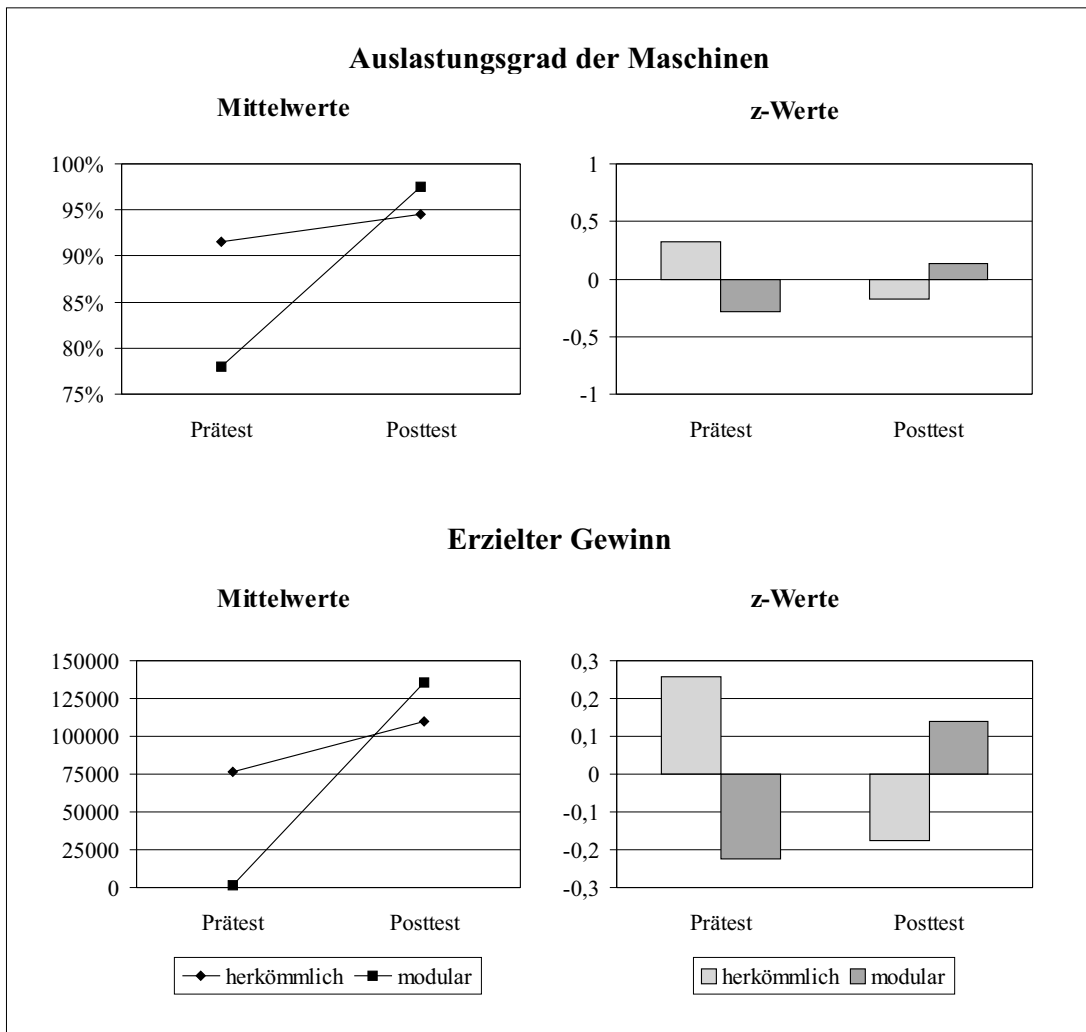 Auslastungsgrad der Maschinen
Mittelwerte
100%
95%
90%
85%
80%
75%
Prätest Posttest
z-Werte
1
0,5
0
-0,5
-1
Prätest Posttest
Erzielter Gewinn
Mittelwerte
150000
125000
100000
75000
50000
25000
0
Prätest Posttest
herkömmlich modular
z-Werte
0,3
0,2
0,1
0
-0,1
-0,2
-0,3
Prätest Posttest
herkömmlich modular